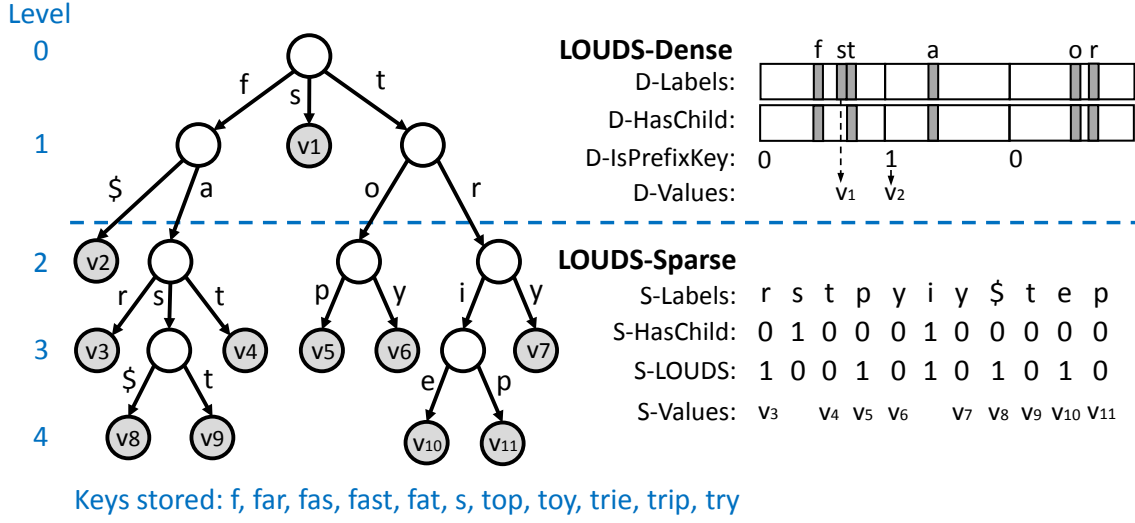 Level
0
f s t
1
v1
$ a o r
2
v2
r s t p y i y
3
v3 v4 v5 v6 v7
$ t e p
4
v8 v9 v10 v11
LOUDS-Dense
f st a o r
D-Labels:
D-HasChild:
D-IsPrefixKey: 0 1 0
D-Values: v1 v2
LOUDS-Sparse
S-Labels: r s t p y i y $ t e p
S-HasChild: 0 1 0 0 0 1 0 0 0 0 0
S-LOUDS: 1 0 0 1 0 1 0 1 0 1 0
S-Values: v3 v4 v5 v6 v7 v8 v9 v10 v11
Keys stored: f, far, fas, fast, fat, s, top, toy, trie, trip, try